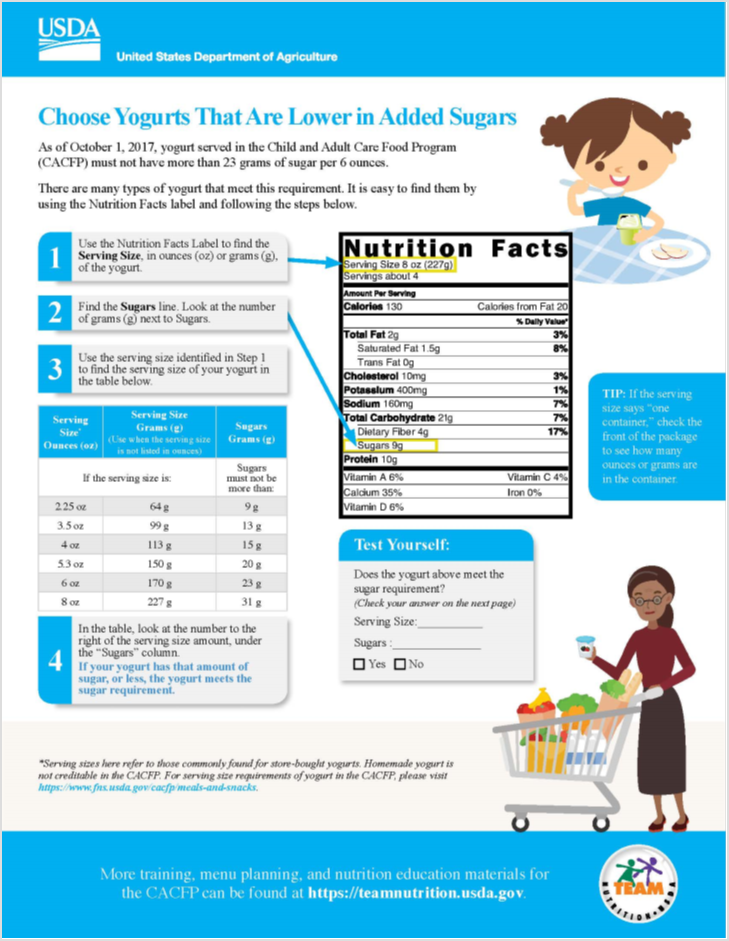 USDA
United States Department of Agriculture
Choose Yogurts That Are Lower in Added Sugars
As of October 1, 2017, yogurt served in the Child and Adult Care Food Program
(CACFP) must not have more than 23 grams of sugar per 6 ounces.
There are many types of yogurt that meet this requirement. It is easy to find them by
using the Nutrition Facts label and following the steps below.
1
Use the Nutrition Facts Label to find the
Serving Size, in ounces (oz) or grams (g),
of the yogurt.
2
Find the Sugars line. Look at the number
of grams (g) next to Sugars.
3
Use the serving size identified in Step 1
to find the serving size of your yogurt in
the table below.
Serving Size* Ounces (oz) | Serving Size Grams (g) (Use when the serving size is not listed in ounces) | Sugars Grams (g)
If the serving size is: | Sugars must not be more than:
2.25 oz 64 g 9 g
3.5 oz 99 g 13 g
4 oz 113 g 15 g
5.3 oz 150 g 20 g
6 oz 170 g 23 g
8 oz 227 g 31 g
4
In the table, look at the number to the
right of the serving size amount, under
the “Sugars” column.
If your yogurt has that amount of
sugar, or less, the yogurt meets the
sugar requirement.
Nutrition Facts
Serving Size 8 oz (227g)
Servings about 4
Amount Per Serving
Calories 130 Calories from Fat 20
% Daily Value*
Total Fat 2g 3%
Saturated Fat 1.5g 8%
Trans Fat 0g
Cholesterol 10mg 3%
Potassium 400mg 1%
Sodium 160mg 7%
Total Carbohydrate 21g 7%
Dietary Fiber 4g 17%
Sugars 9g
Protein 10g
Vitamin A 6% Vitamin C 4%
Calcium 35% Iron 0%
Vitamin D 6%
TIP: If the serving
size says “one
container,” check the
front of the package
to see how many
ounces or grams are
in the container.
Test Yourself:
Does the yogurt above meet the
sugar requirement?
(Check your answer on the next page)
Serving Size:__________
Sugars :______________
Yes No
*Serving sizes here refer to those commonly found for store-bought yogurts. Homemade yogurt is
not creditable in the CACFP. For serving size requirements of yogurt in the CACFP, please visit
https://www.fns.usda.gov/cacfp/meals-and-snacks.
More training, menu planning, and nutrition education materials for
the CACFP can be found at https://teamnutrition.usda.gov.
TEAM
NUTRITION USDA